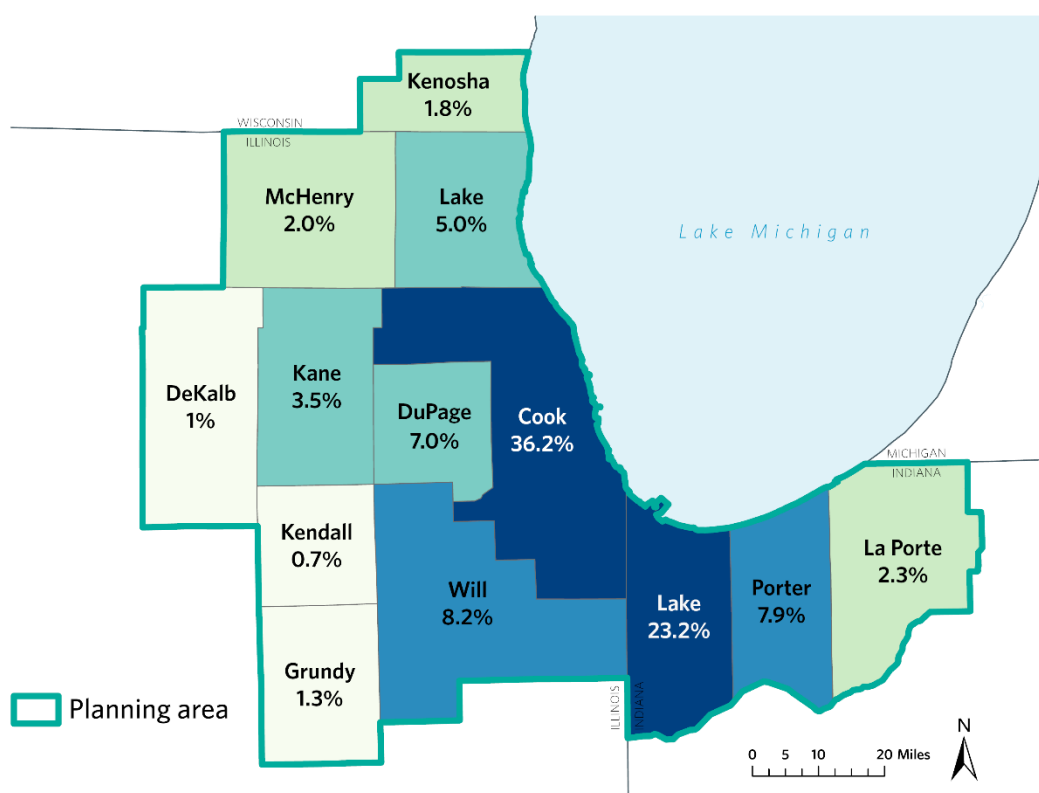 Kenosha
1.8%
WISCONSIN
ILLINOIS
McHenry
2.0%
Lake
5.0%
Lake Michigan
DeKalb
1%
Kane
3.5%
DuPage
7.0%
Cook
36.2%
MICHIGAN
INDIANA
Kendall
0.7%
Will
8.2%
Lake
23.2%
Porter
7.9%
La Porte
2.3%
Grundy
1.3%
ILLINOIS
INDIANA
Planning area
N
0 5 10 20 Miles